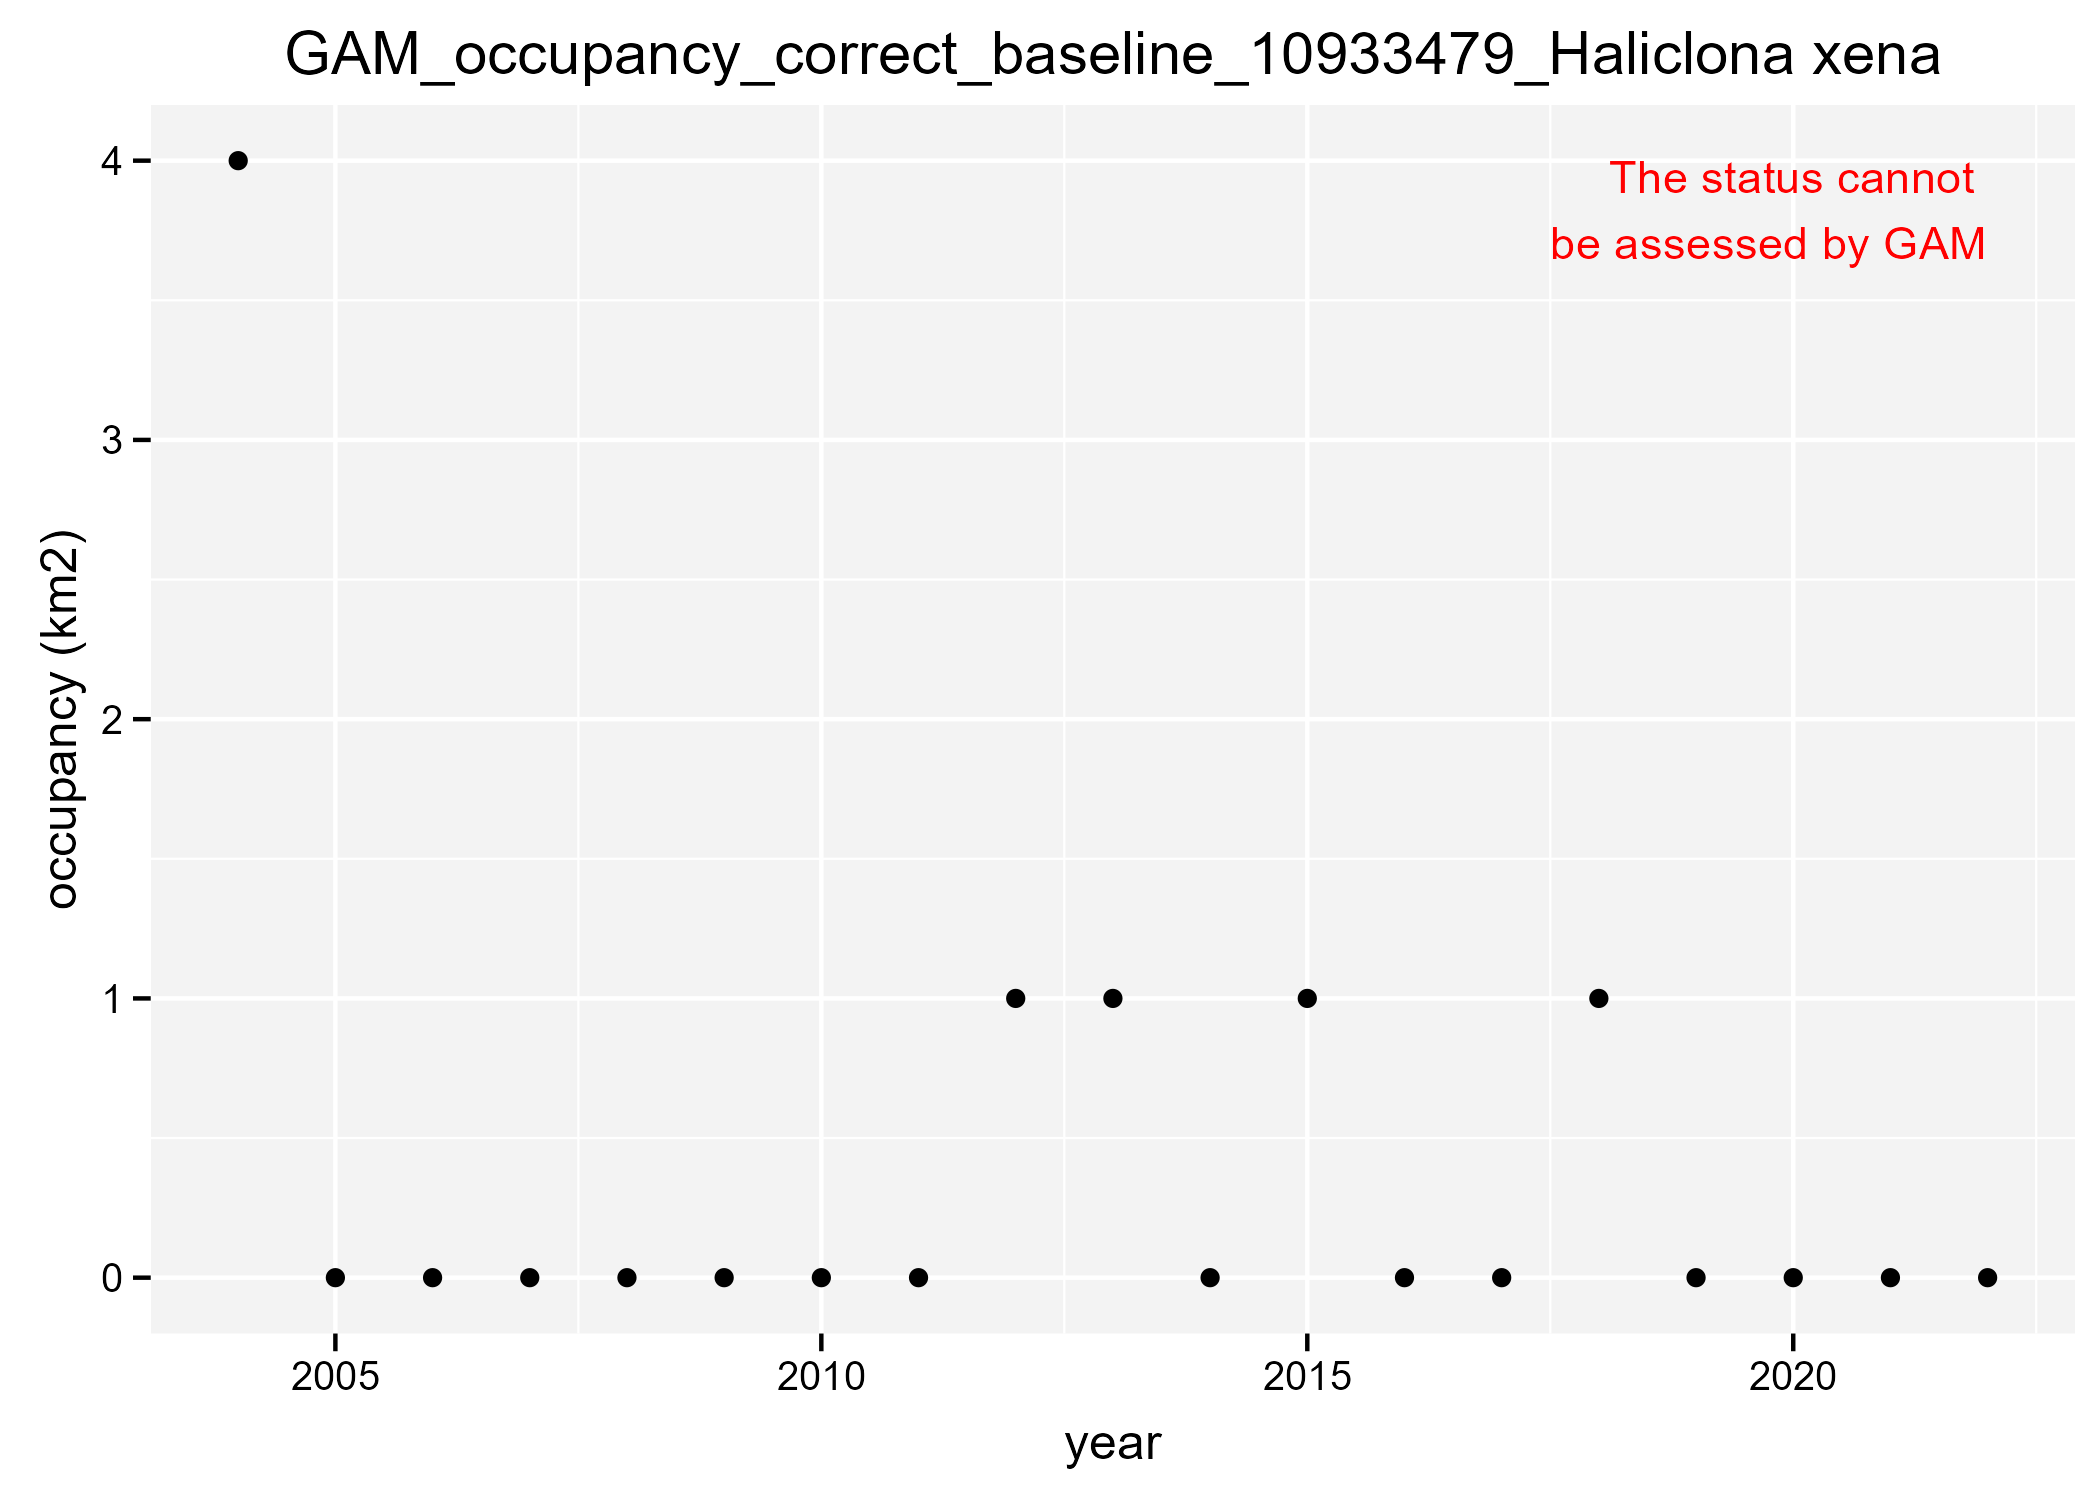 GAM_occupancy_correct_baseline_10933479_Haliclona xena
The status cannot
be assessed by GAM
occupancy (km2)
4
3
2
1
0
2005 2010 2015 2020
year